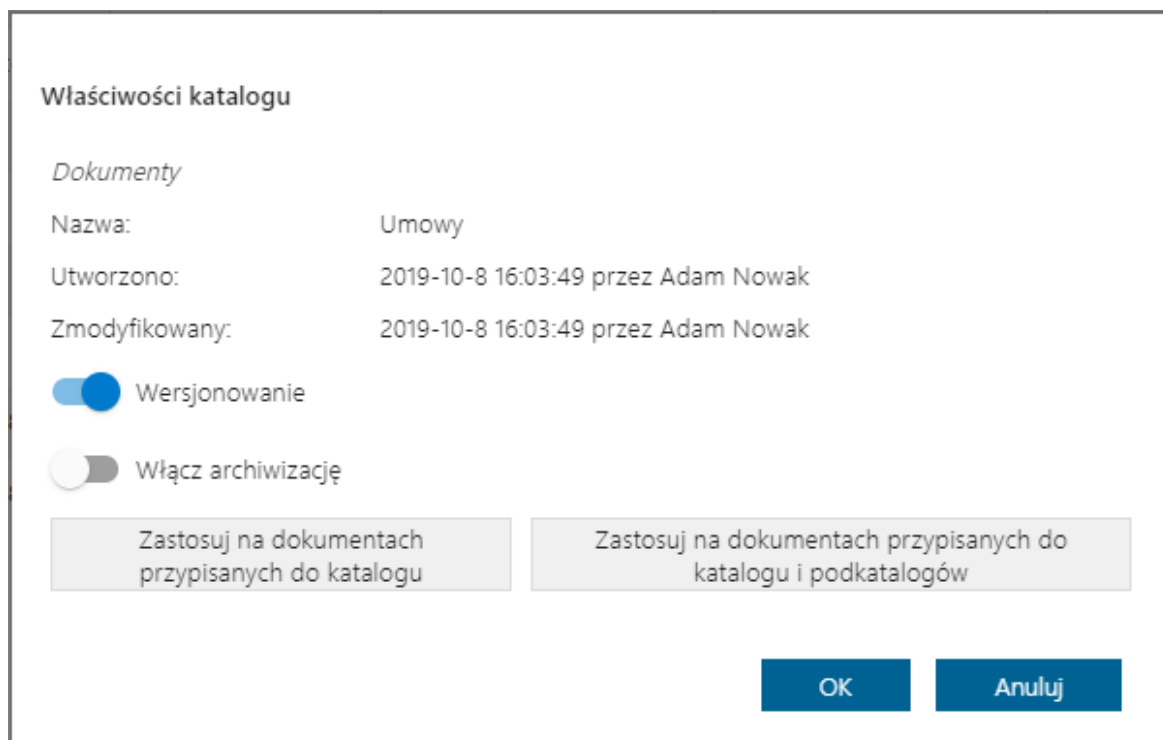 Właściwości katalogu
Dokumenty
Nazwa: Umowy
Utworzono: 2019-10-8 16:03:49 przez Adam Nowak
Zmodyfikowany: 2019-10-8 16:03:49 przez Adam Nowak
Wersjonowanie
Włącz archiwizację
Zastosuj na dokumentach
przypisanych do katalogu
Zastosuj na dokumentach przypisanych do
katalogu i podkatalogów
OK
Anuluj